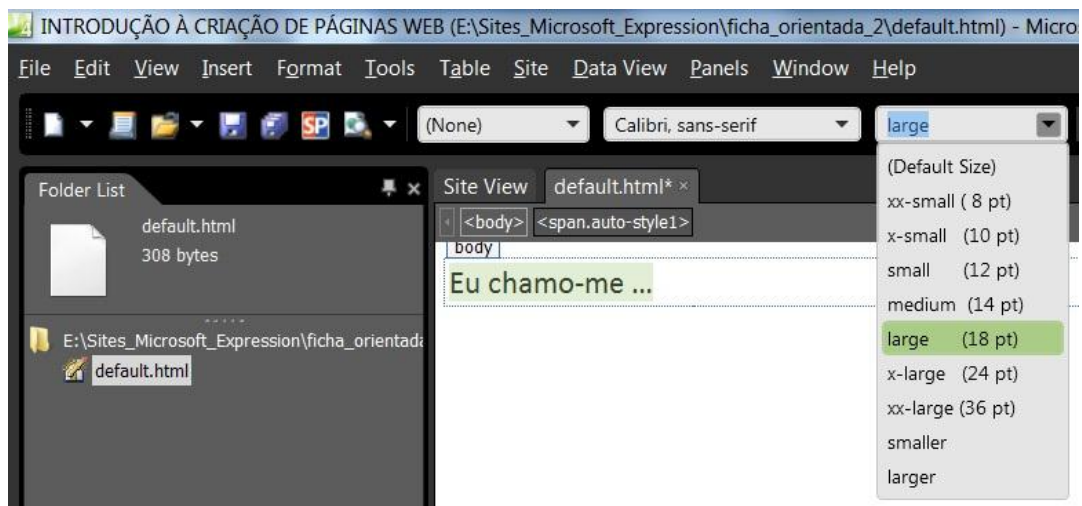 INTRODUÇÃO À CRIAÇÃO DE PÁGINAS WEB (E:\Sites_Microsoft_Expression\ficha_orientada_2\default.html) - Micro
File Edit View Insert Format Tools Table Site Data View Panels Window Help
SP (None) Calibri, sans-serif large
Folder List
default.html
308 bytes
E:\Sites_Microsoft_Expression\ficha_orientada
default.html
Site View default.html*
<body> <span.auto-style1>
body
Eu chamo-me ...
(Default Size)
xx-small ( 8 pt)
x-small (10 pt)
small (12 pt)
medium (14 pt)
large (18 pt)
x-large (24 pt)
xx-large (36 pt)
smaller
larger